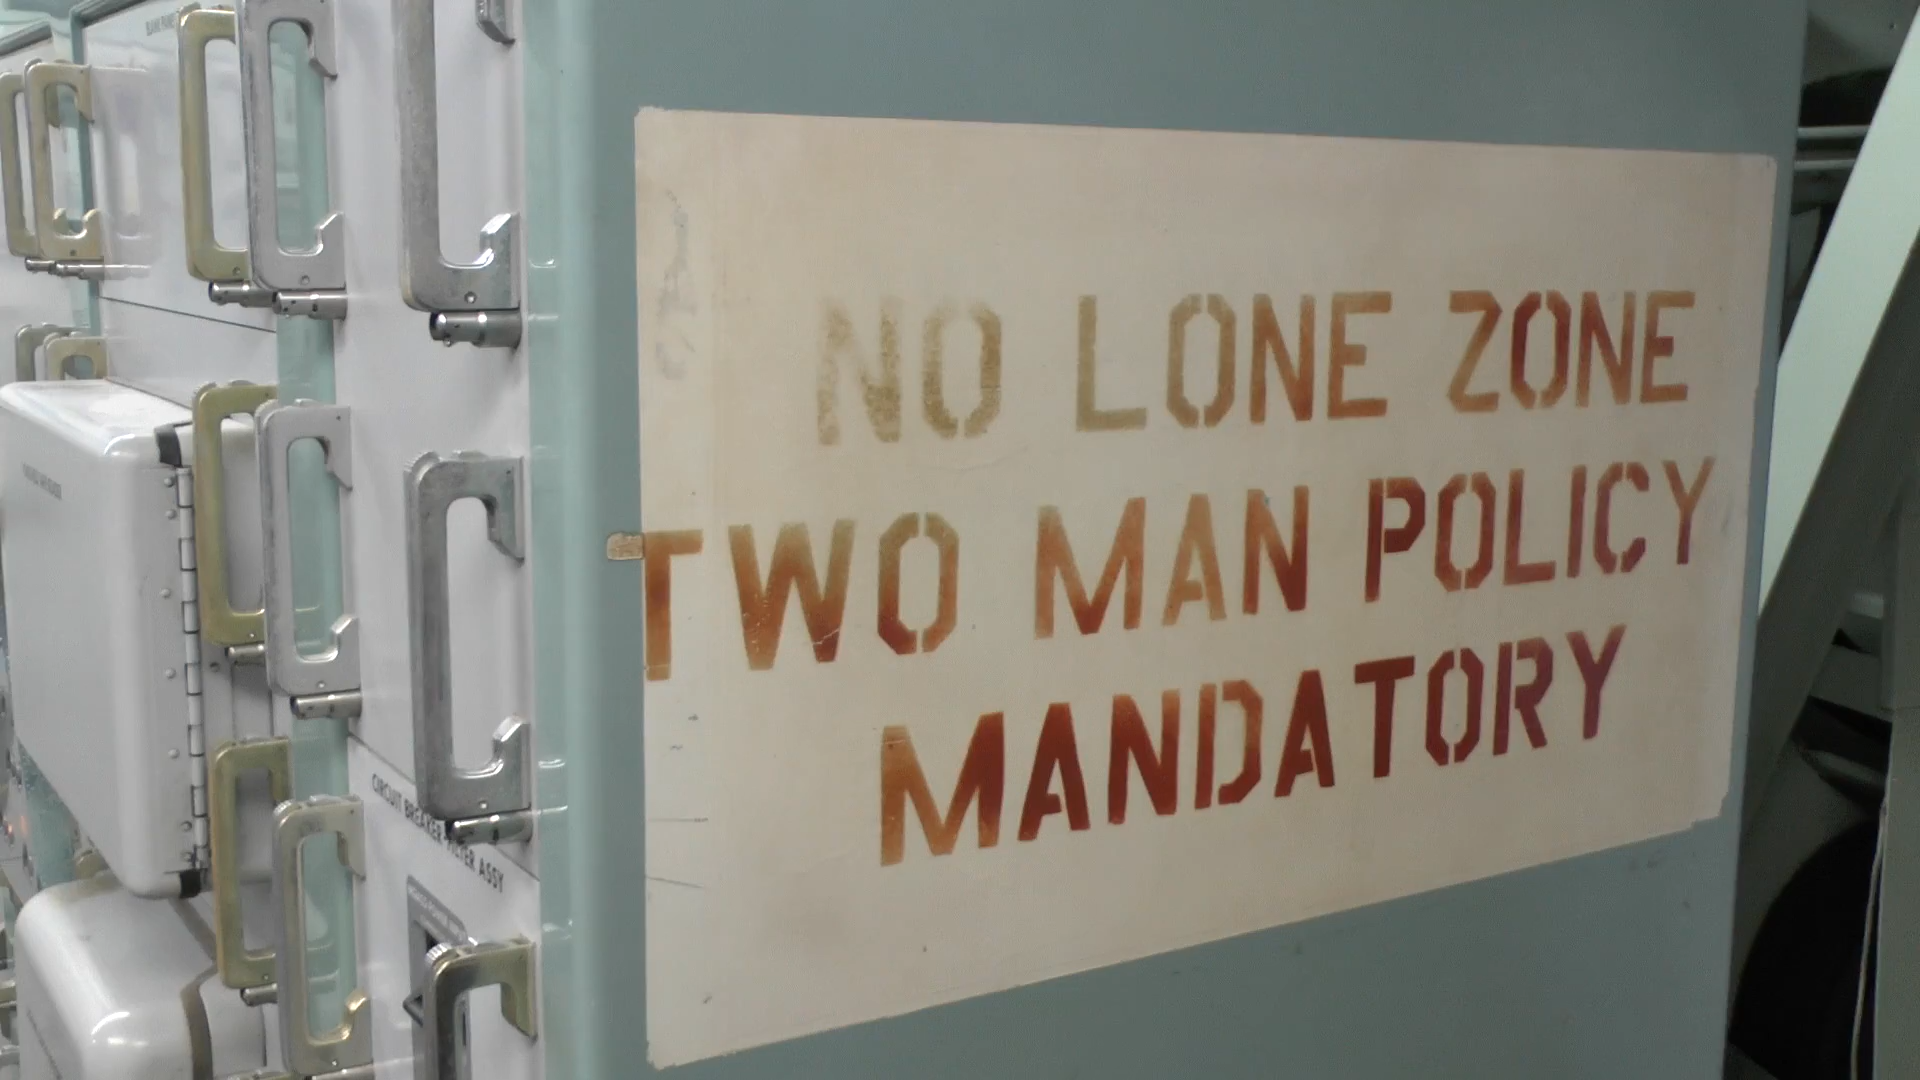 NO LONE ZONE
TWO MAN POLICY
MANDATORY
CIRCUIT BREAKER FILTER ASSY